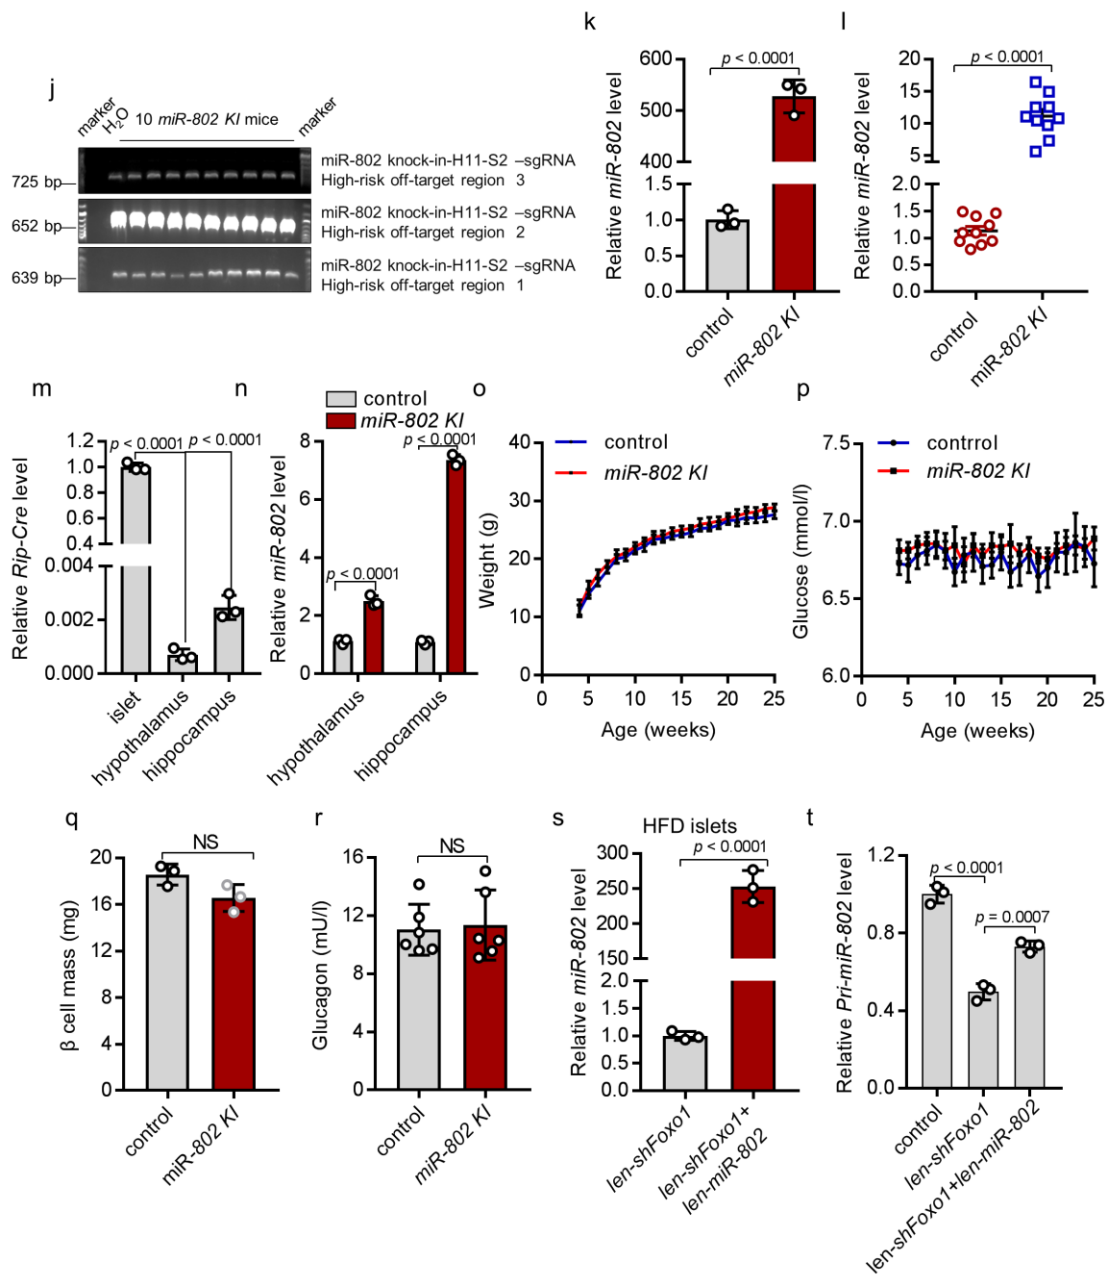 j
marker
H₂O
10 miR-802 KI mice
marker
725 bp
miR-802 knock-in-H11-S2 –sgRNA
High-risk off-target region 3
652 bp
miR-802 knock-in-H11-S2 –sgRNA
High-risk off-target region 2
639 bp
miR-802 knock-in-H11-S2 –sgRNA
High-risk off-target region 1
k
Relative miR-802 level
p < 0.0001
600
500
400
1.5
1.0
0.5
0.0
control
miR-802 KI
l
Relative miR-802 level
p < 0.0001
20
15
10
5
2.0
1.5
1.0
5
0.0
control
miR-802 KI
m
Relative Rip-Cre level
p < 0.0001
p < 0.0001
1.2
1.0
0.8
0.6
0.4
0.004
0.002
0.000
islet
hypothalamus
hippocampus
n
control
miR-802 KI
Relative miR-802 level
p < 0.0001
p < 0.0001
8
6
4
2
0
hypothalamus
hippocampus
o
control
miR-802 KI
Weight (g)
40
30
20
10
0
0
5
10
15
20
25
Age (weeks)
p
contrrol
miR-802 KI
Glucose (mmol/l)
7.5
7.0
6.5
6.0
0
5
10
15
20
25
Age (weeks)
q
NS
β cell mass (mg)
20
16
12
8
4
0
control
miR-802 KI
r
NS
Glucagon (mU/l)
16
12
8
4
0
control
miR-802 KI
s
HFD islets
p < 0.0001
Relative miR-802 level
300
250
200
150
50
2.0
1.5
1.0
0.5
0.0
len-shFoxo1
len-shFoxo1+
len-miR-802
t
Relative Pri-miR-802 level
p < 0.0001
p = 0.0007
1.2
0.8
0.4
0.0
control
len-shFoxo1
len-shFoxo1+len-miR-802